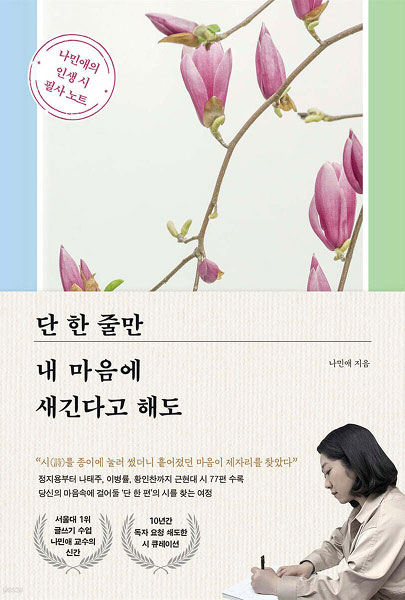 나민애의
인생 시
필사 노트
단 한 줄만
내 마음에
새긴다고 해도
나민애 지음
“시(詩)를 종이에 눌러 썼더니 흩어졌던 마음이 제자리를 찾았다”
정지용부터 나태주, 이병률, 황인찬까지 근현대 시 77편 수록
당신의 마음속에 걸어둘 ‘단 한 편’의 시를 찾는 여정
서울대 1위
글쓰기 수업
나민애 교수의
신간
10년간
독자 요청 쇄도한
시 큐레이션